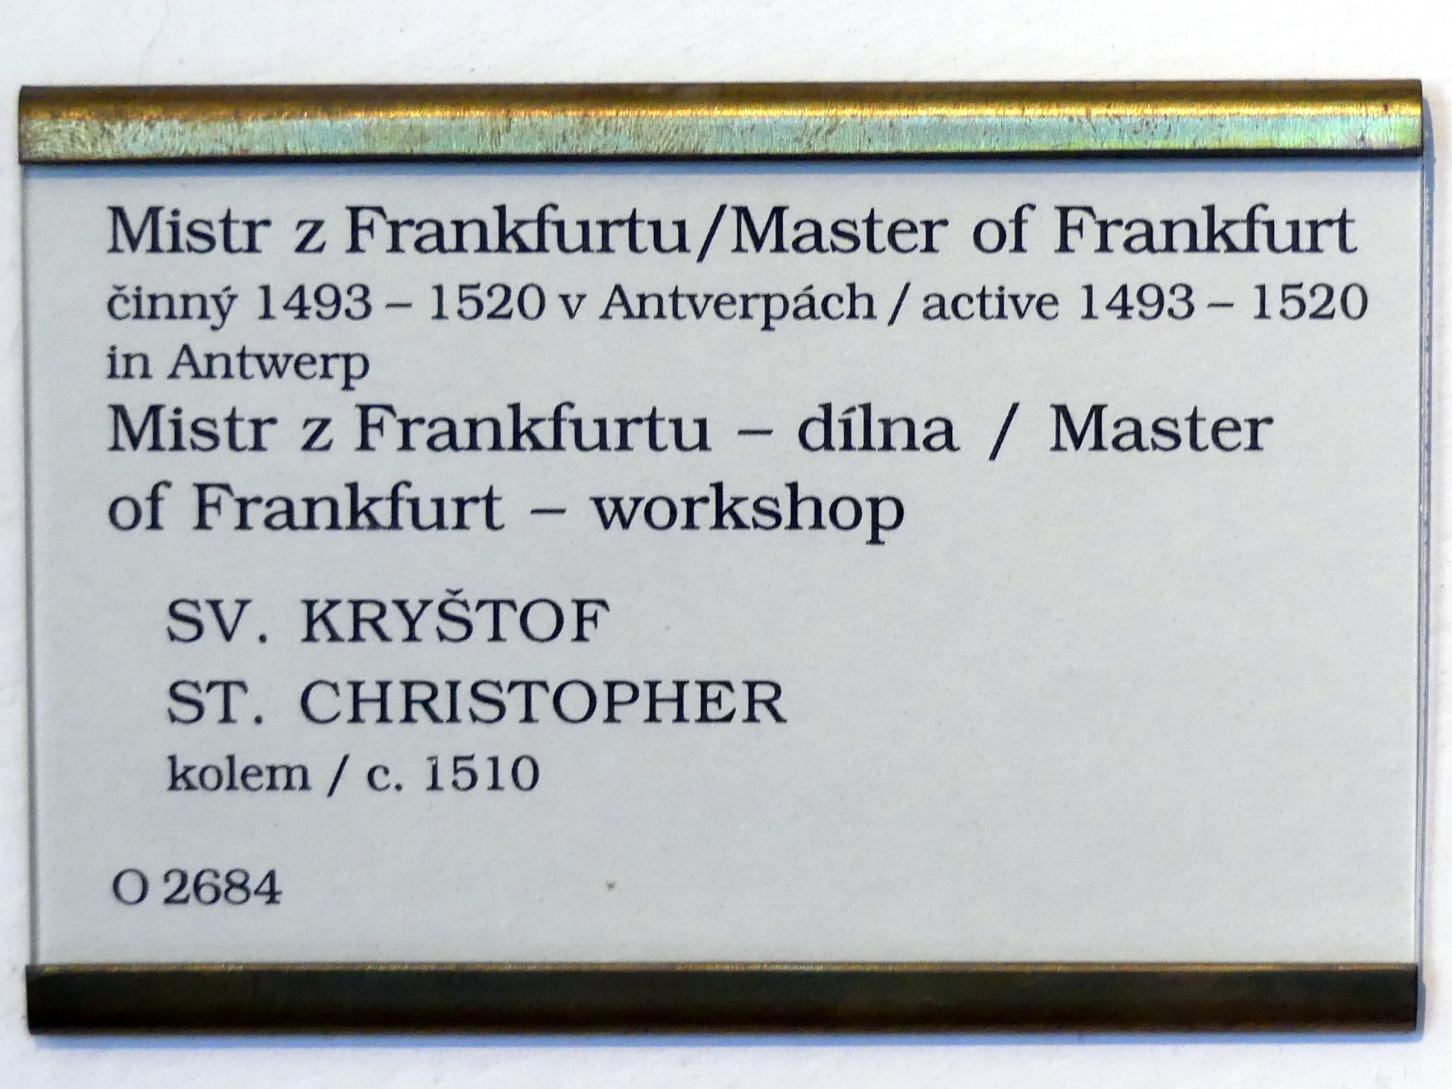 Mistr z Frankfurtu/Master of Frankfurt
činný 1493 – 1520 v Antverpách / active 1493 – 1520
in Antwerp
Mistr z Frankfurtu – dílna / Master
of Frankfurt – workshop
SV. KRYŠTOF
ST. CHRISTOPHER
kolem / c. 1510
O 2684